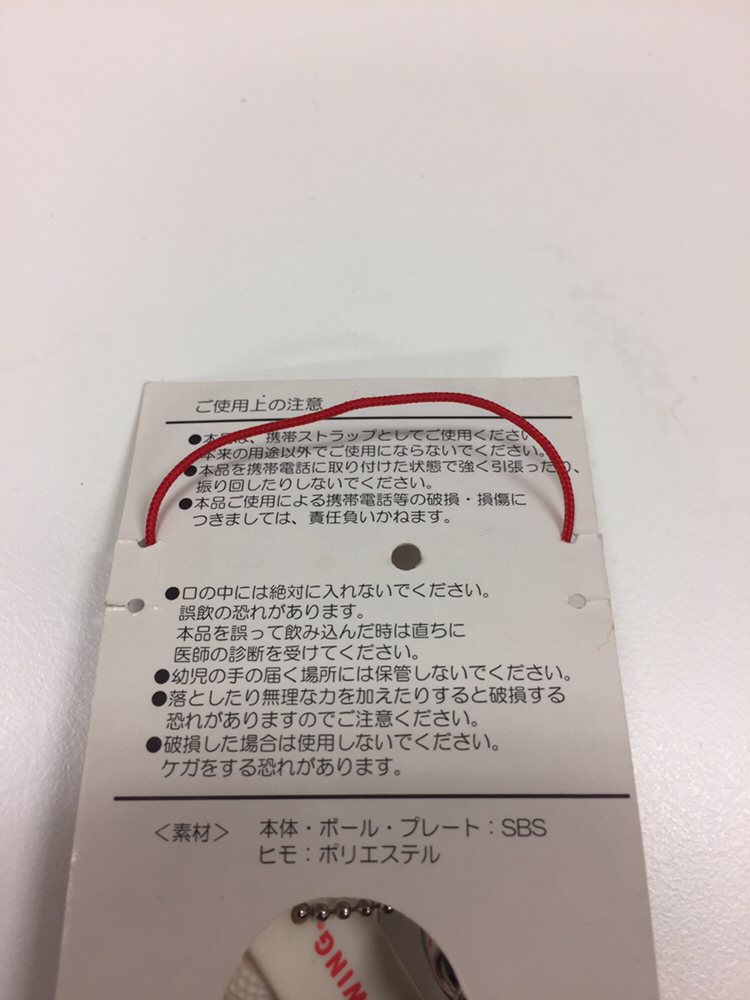 ご使用上の注意
●本品は、携帯ストラップとしてご使用ください
本来の用途以外でご使用にならないでください。
●本品を携帯電話に取り付けた状態で強く引張ったり、
振り回したりしないでください。
●本品ご使用による携帯電話等の破損・損傷に
つきましては、責任負いかねます。
●口の中には絶対に入れないでください。
誤飲の恐れがあります。
本品を誤って飲み込んだ時は直ちに
医師の診断を受けてください。
●幼児の手の届く場所には保管しないでください。
●落としたり無理な力を加えたりすると破損する
恐れがありますのでご注意ください。
●破損した場合は使用しないでください。
ケガをする恐れがあります。
＜素材＞ 本体・ボール・プレート：SBS
ヒモ：ポリエステル
WING